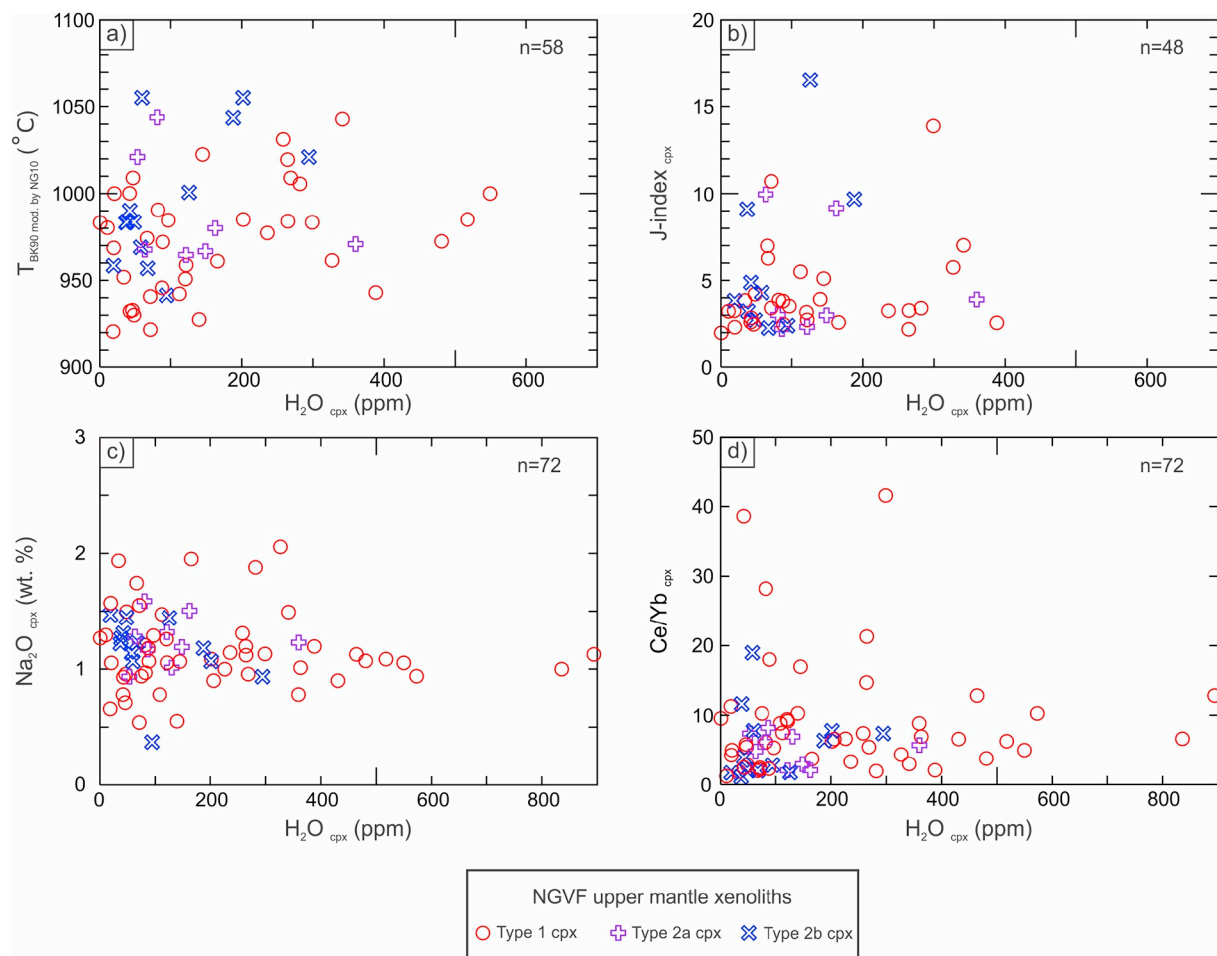 a)
n=58
1100
1050
1000
950
900
T BK90 mod. by NG10 (°C)
0
200
400
600
H₂O cpx (ppm)
b)
n=48
20
15
10
5
0
J-index cpx
0
200
400
600
H₂O cpx (ppm)
c)
n=72
3
2
1
0
Na₂O cpx (wt. %)
0
200
400
600
800
H₂O cpx (ppm)
d)
n=72
50
40
30
20
10
0
Ce/Yb cpx
0
200
400
600
800
H₂O cpx (ppm)
NGVF upper mantle xenoliths
Type 1 cpx
Type 2a cpx
Type 2b cpx